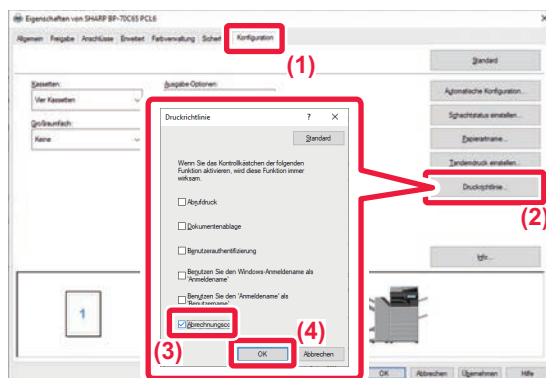 Eigenschaften von SHARP BP-70C65 PCL6
Allgemein Freigabe Anschlüsse Erweitert Farbverwaltung Sicherh Konfiguration
(1)
Standard
Kassetten:
Ausgabe-Optionen:
Vier Kassetten
Automatische Konfiguration...
Schachtstatus einstellen...
Großraumfach:
Keine
Papierartname...
Tandemdruck einstellen...
Druckrichtlinie...
(2)
Info...
Druckrichtlinie
? X
Standard
Wenn Sie das Kontrollkästchen der folgenden
Funktion aktivieren, wird diese Funktion immer
wirksam.
Abrufdruck
Dokumentenablage
Benutzerauthentifizierung
Benutzen Sie den Windows-Anmeldename als
'Anmeldename'
Benutzen Sie den 'Anmeldename' als
'Benutzername'
Abrechnungsco
(3)
(4)
OK Abbrechen
1
OK Abbrechen Übernehmen Hilfe